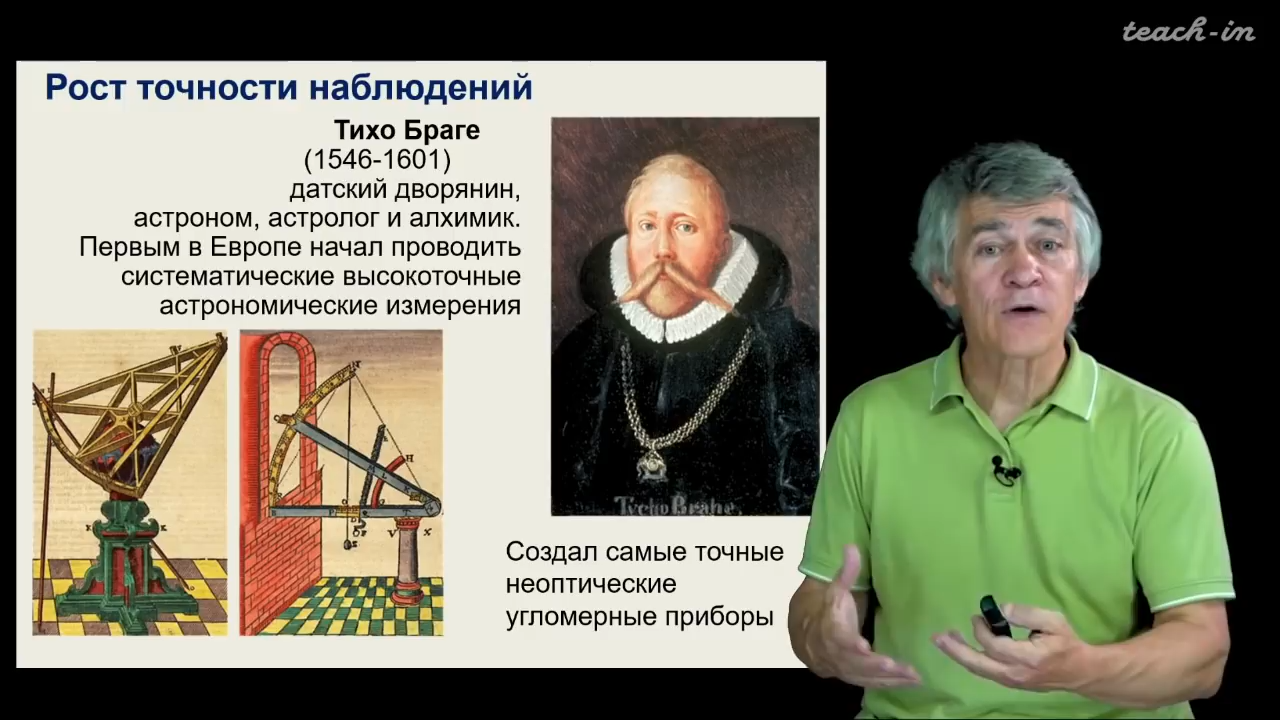 teach-in
Рост точности наблюдений
Тихо Браге
(1546-1601)
датский дворянин,
астроном, астролог и алхимик.
Первым в Европе начал проводить
систематические высокоточные
астрономические измерения
Tycho Brahe.
Создал самые точные
неоптические
угломерные приборы